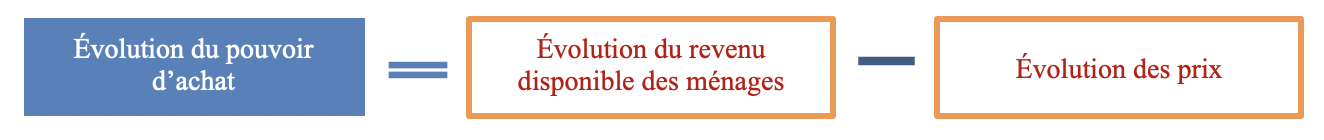 Évolution du pouvoir
d’achat
Évolution du revenu
disponible des ménages
Évolution des prix